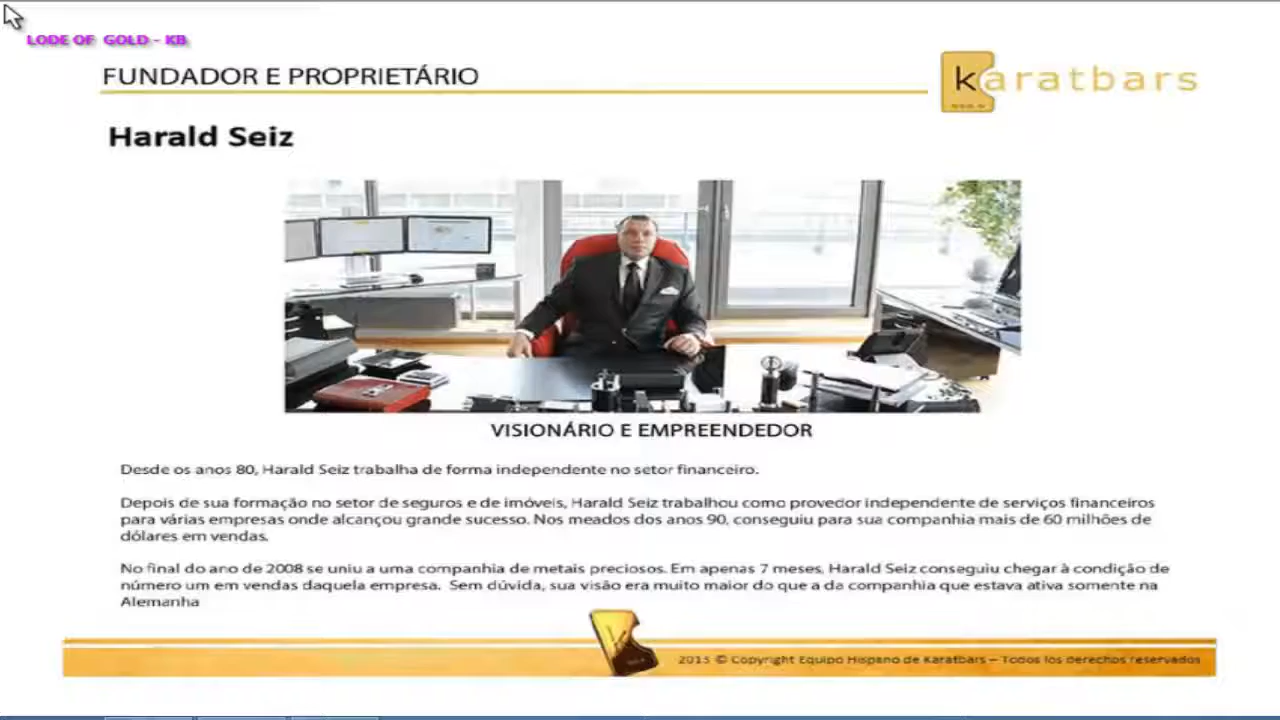 LODE OF GOLD - KB
FUNDADOR E PROPRIETÁRIO
karatbars
Harald Seiz
VISIONÁRIO E EMPREENDEDOR
Desde os anos 80, Harald Seiz trabalha de forma independente no setor financeiro.
Depois de sua formação no setor de seguros e de imóveis, Harald Seiz trabalhou como provedor independente de serviços financeiros
para várias empresas onde alcançou grande sucesso. Nos meados dos anos 90, conseguiu para sua companhia mais de 60 milhões de
dólares em vendas.
No final do ano de 2008 se uniu a uma companhia de metais preciosos. Em apenas 7 meses, Harald Seiz conseguiu chegar à condição de
número um em vendas daquela empresa. Sem dúvida, sua visão era muito maior do que a da companhia que estava ativa somente na
Alemanha
2013 © Copyright Equipo Hispano de Karatbars – Todos los derechos reservados